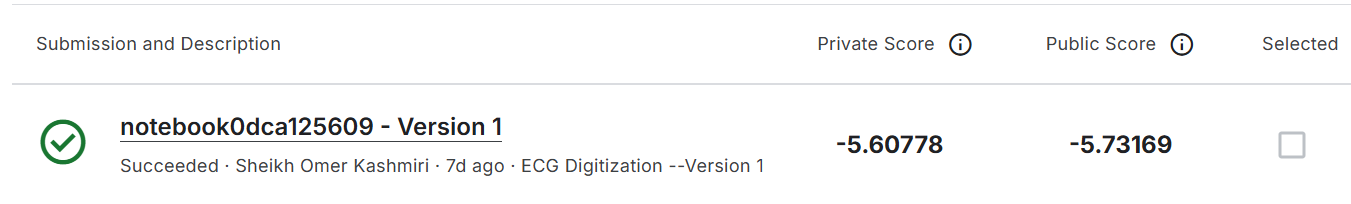 Submission and Description Private Score Public Score Selected
notebook0dca125609 - Version 1
-5.60778 -5.73169
Succeeded · Sheikh Omer Kashmiri · 7d ago · ECG Digitization --Version 1